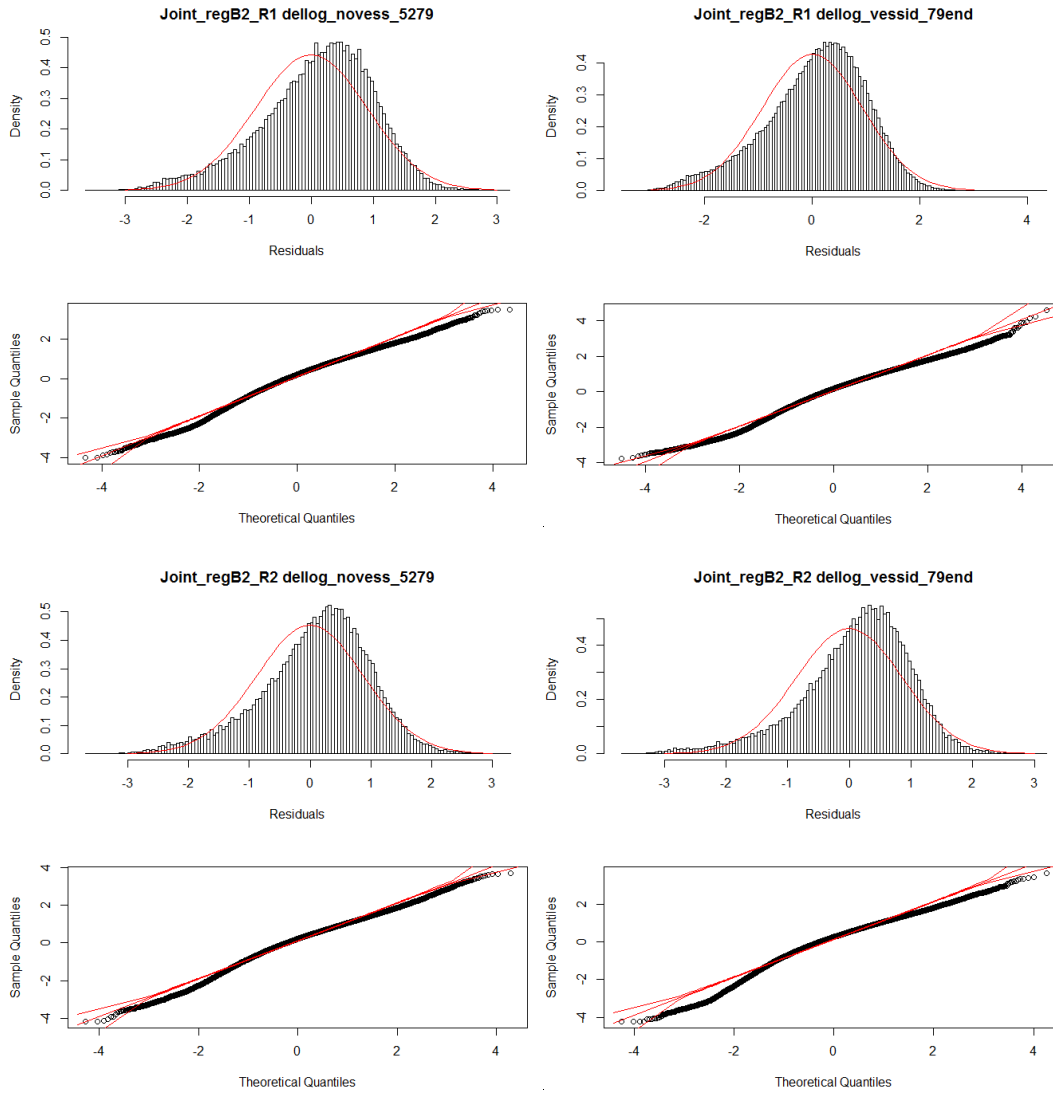 Joint_regB2_R1 dellog_novess_5279
Density
0.0 0.1 0.2 0.3 0.4 0.5
-3 -2 -1 0 1 2 3
Residuals
Sample Quantiles
-4 -2 0 2
-4 -2 0 2 4
Theoretical Quantiles
Joint_regB2_R1 dellog_vessid_79end
Density
0.0 0.1 0.2 0.3 0.4
-2 0 2 4
Residuals
Sample Quantiles
-4 -2 0 2 4
-4 -2 0 2 4
Theoretical Quantiles
Joint_regB2_R2 dellog_novess_5279
Density
0.0 0.1 0.2 0.3 0.4 0.5
-3 -2 -1 0 1 2 3
Residuals
Sample Quantiles
-4 -2 0 2 4
-4 -2 0 2 4
Theoretical Quantiles
Joint_regB2_R2 dellog_vessid_79end
Density
0.0 0.2 0.4
-3 -2 -1 0 1 2 3
Residuals
Sample Quantiles
-4 -2 0 2 4
-4 -2 0 2 4
Theoretical Quantiles